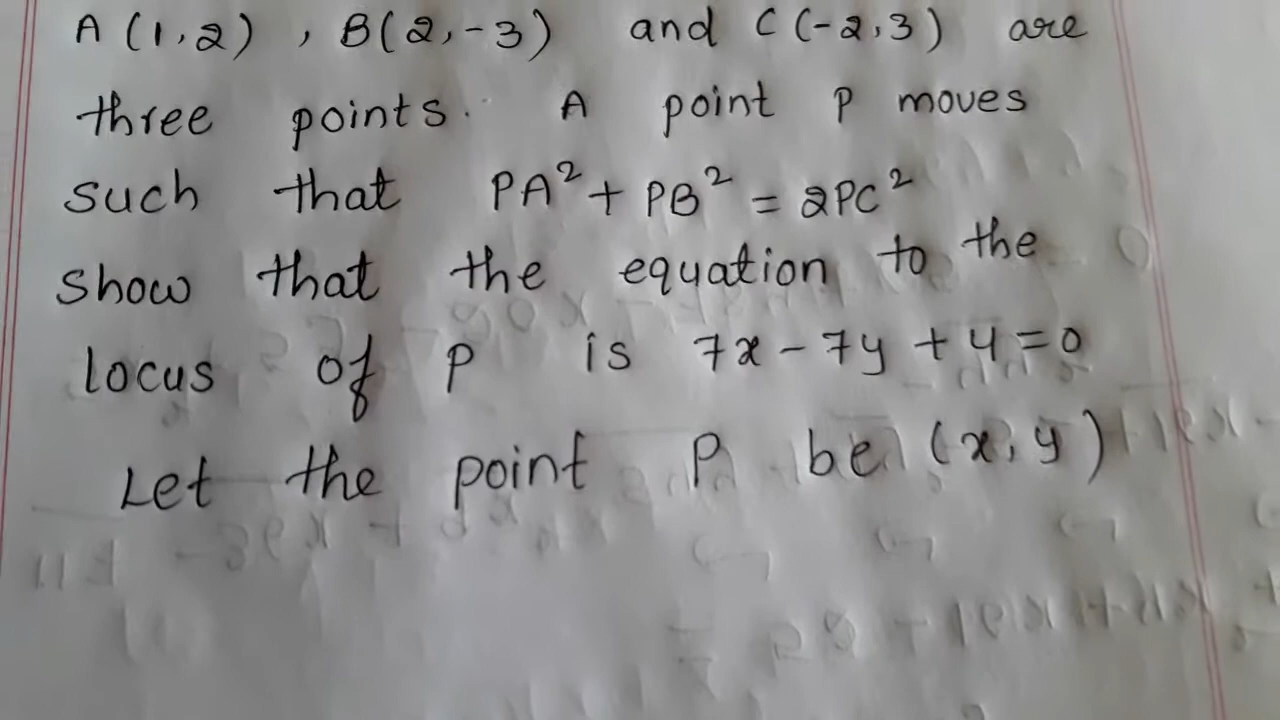 A (1,2) , B(2,-3) and C(-2,3) are
three points. A point P moves
such that PA²+ PB² = 2PC²
show that the equation to the
locus of P is 7x-7y+4=0
Let the point P be (x,y)